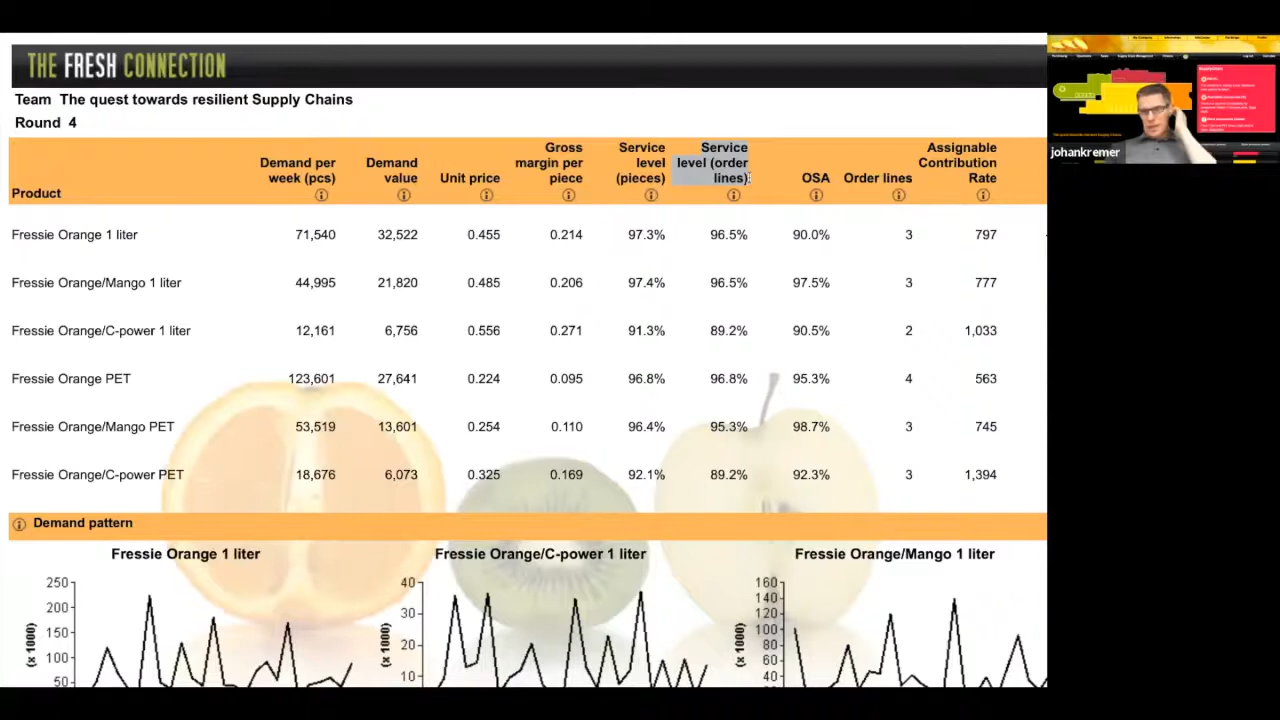 THE FRESH CONNECTION
Team The quest towards resilient Supply Chains
Round 4
Product Demand per week (pcs) Demand value Unit price Gross margin per piece Service level (pieces) Service level (order lines) OSA Order lines Assignable Contribution Rate
Fressie Orange 1 liter 71,540 32,522 0.455 0.214 97.3% 96.5% 90.0% 3 797
Fressie Orange/Mango 1 liter 44,995 21,820 0.485 0.206 97.4% 96.5% 97.5% 3 777
Fressie Orange/C-power 1 liter 12,161 6,756 0.556 0.271 91.3% 89.2% 90.5% 2 1,033
Fressie Orange PET 123,601 27,641 0.224 0.095 96.8% 96.8% 95.3% 4 563
Fressie Orange/Mango PET 53,519 13,601 0.254 0.110 96.4% 95.3% 98.7% 3 745
Fressie Orange/C-power PET 18,676 6,073 0.325 0.169 92.1% 89.2% 92.3% 3 1,394
Demand pattern
Fressie Orange 1 liter Fressie Orange/C-power 1 liter Fressie Orange/Mango 1 liter
250
200
150
100
50
(x 1000)
40
30
20
10
(x 1000)
160
140
120
100
80
60
40
(x 1000)
johankremer